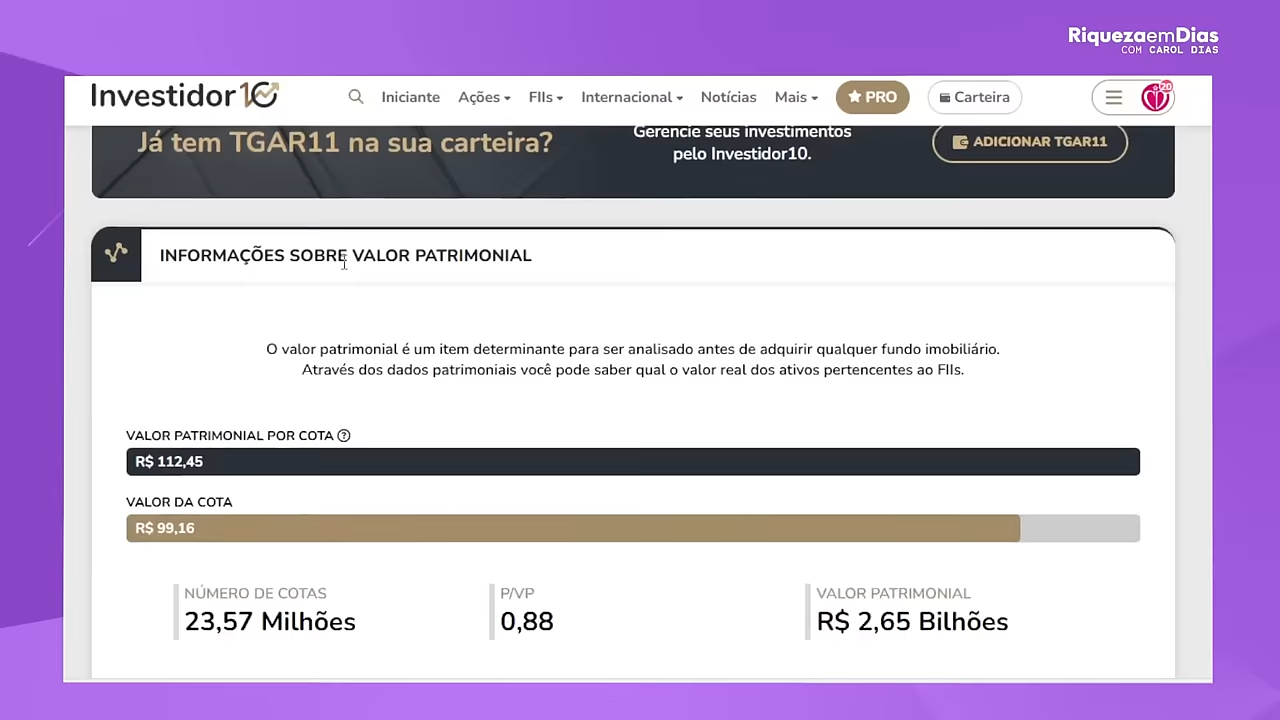 RiquezaemDias
COM CAROL DIAS
Investidor10
Iniciante Ações FIIs Internacional Notícias Mais PRO Carteira
20
Já tem TGAR11 na sua carteira?
Gerencie seus investimentos
pelo Investidor10.
ADICIONAR TGAR11
INFORMAÇÕES SOBRE VALOR PATRIMONIAL
O valor patrimonial é um item determinante para ser analisado antes de adquirir qualquer fundo imobiliário.
Através dos dados patrimoniais você pode saber qual o valor real dos ativos pertencentes ao FIIs.
VALOR PATRIMONIAL POR COTA ?
R$ 112,45
VALOR DA COTA
R$ 99,16
NÚMERO DE COTAS
23,57 Milhões
P/VP
0,88
VALOR PATRIMONIAL
R$ 2,65 Bilhões